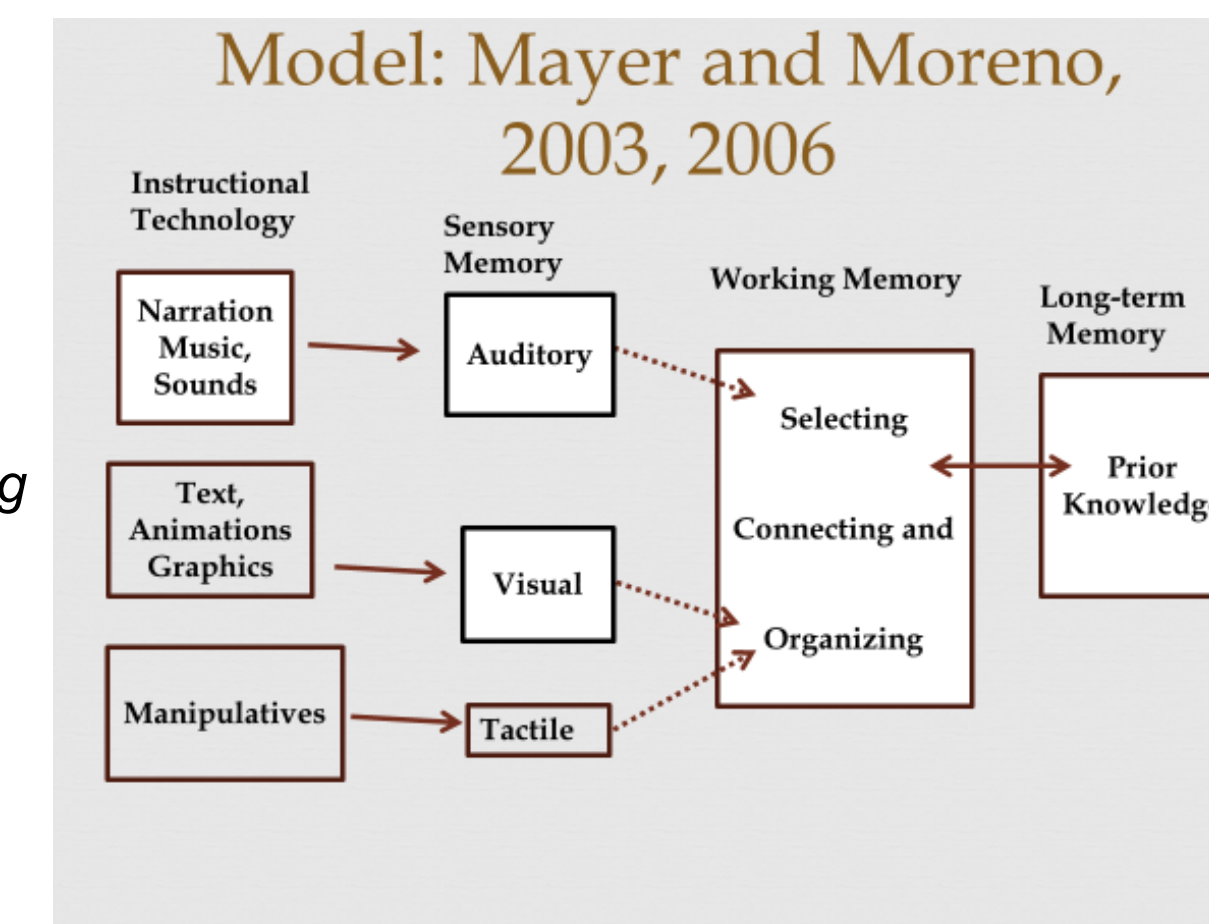 Model: Mayer and Moreno,
2003, 2006
Instructional
Technology
Sensory
Memory
Working Memory
Long-term
Memory
Narration
Music,
Sounds
Auditory
Selecting
Prior
Connecting and
Text,
Animations
Graphics
Visual
Organizing
Manipulatives
Tactile